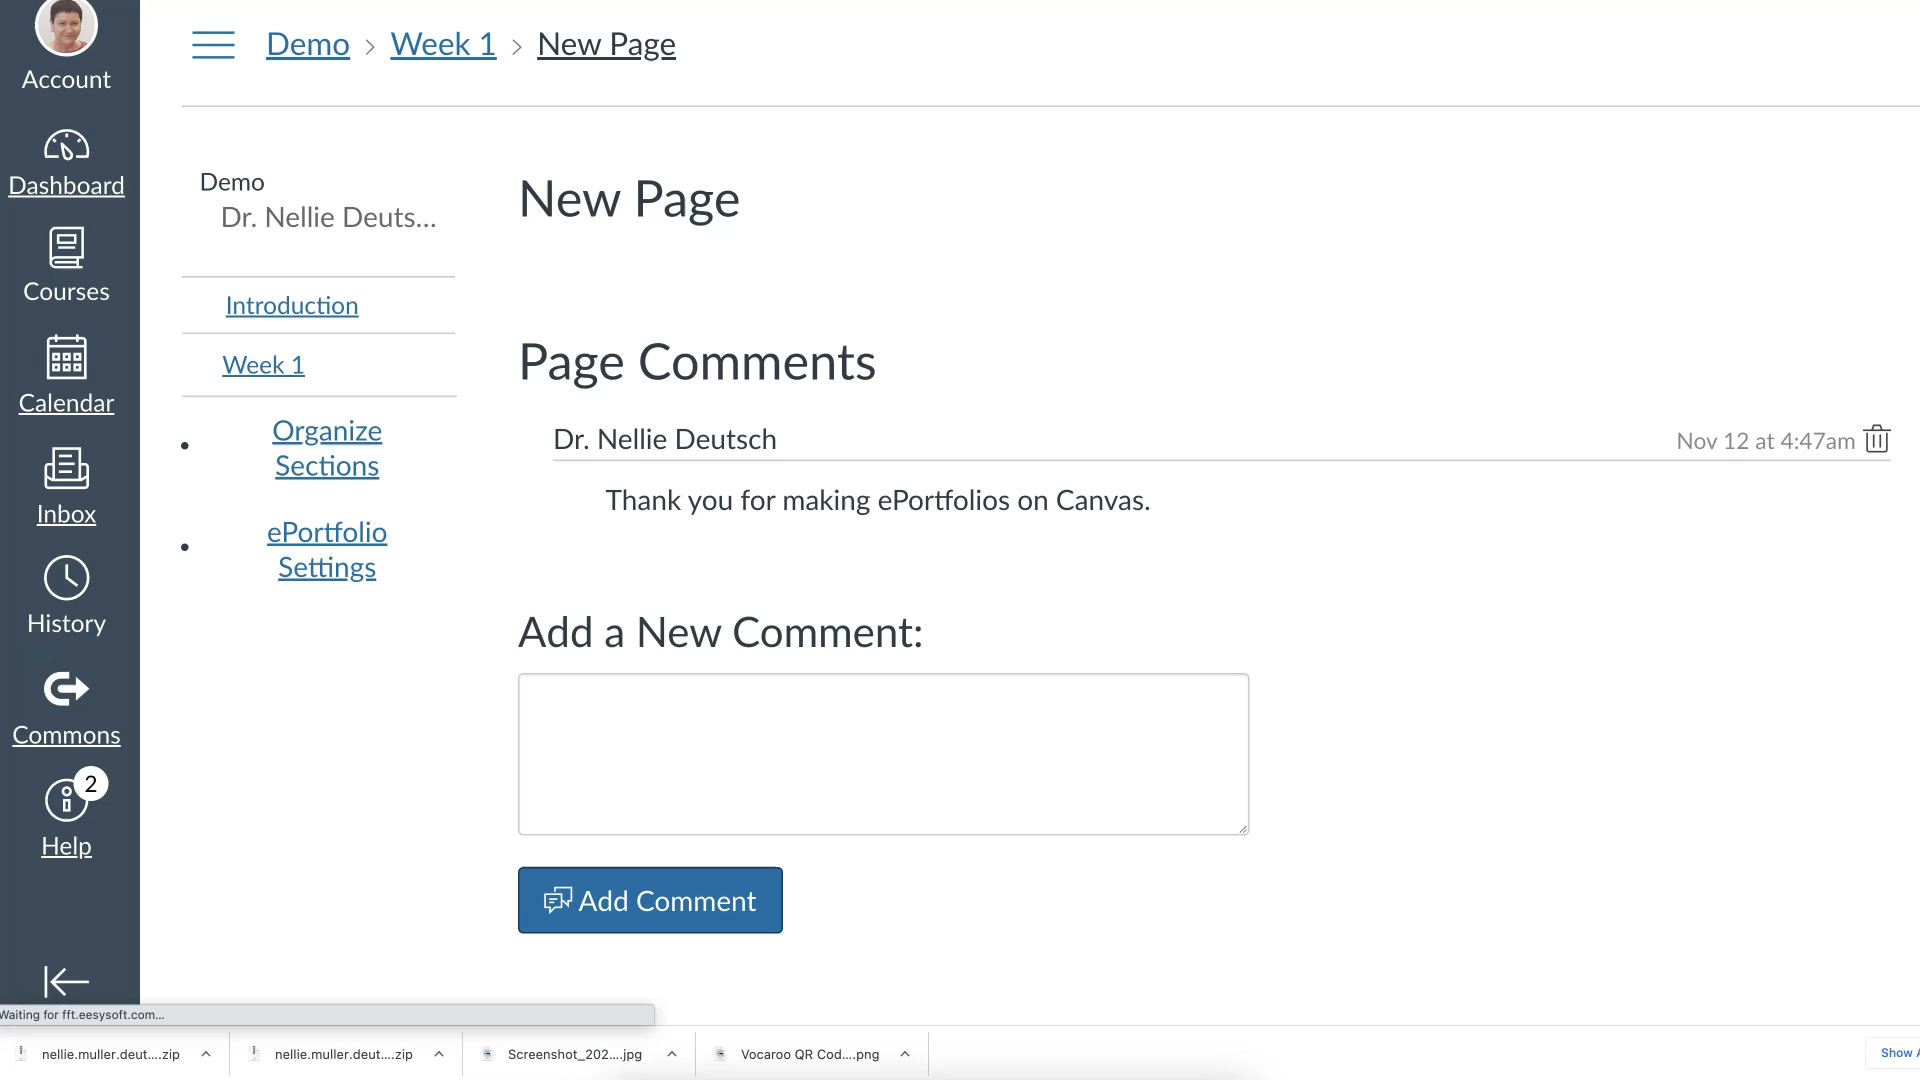 Account
Dashboard
Courses
Calendar
Inbox
History
Commons
2
Help
Demo > Week 1 > New Page
Demo
Dr. Nellie Deuts...
Introduction
Week 1
• Organize
Sections
• ePortfolio
Settings
New Page
Page Comments
Dr. Nellie Deutsch
Nov 12 at 4:47am
Thank you for making ePortfolios on Canvas.
Add a New Comment:
Add Comment
Waiting for fft.eesysoft.com...
nellie.muller.deut....zip
nellie.muller.deut....zip
Screenshot_202....jpg
Vocaroo QR Cod....png
Show